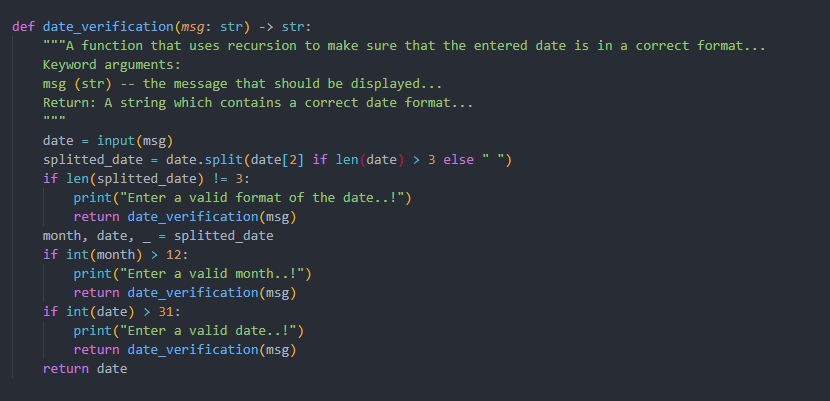 def date_verification(msg: str) -> str:
    """A function that uses recursion to make sure that the entered date is in a correct format...
    Keyword arguments:
    msg (str) -- the message that should be displayed...
    Return: A string which contains a correct date format...
    """
    date = input(msg)
    splitted_date = date.split(date[2] if len(date) > 3 else " ")
    if len(splitted_date) != 3:
        print("Enter a valid format of the date..!")
        return date_verification(msg)
    month, date, _ = splitted_date
    if int(month) > 12:
        print("Enter a valid month..!")
        return date_verification(msg)
    if int(date) > 31:
        print("Enter a valid date..!")
        return date_verification(msg)
    return date